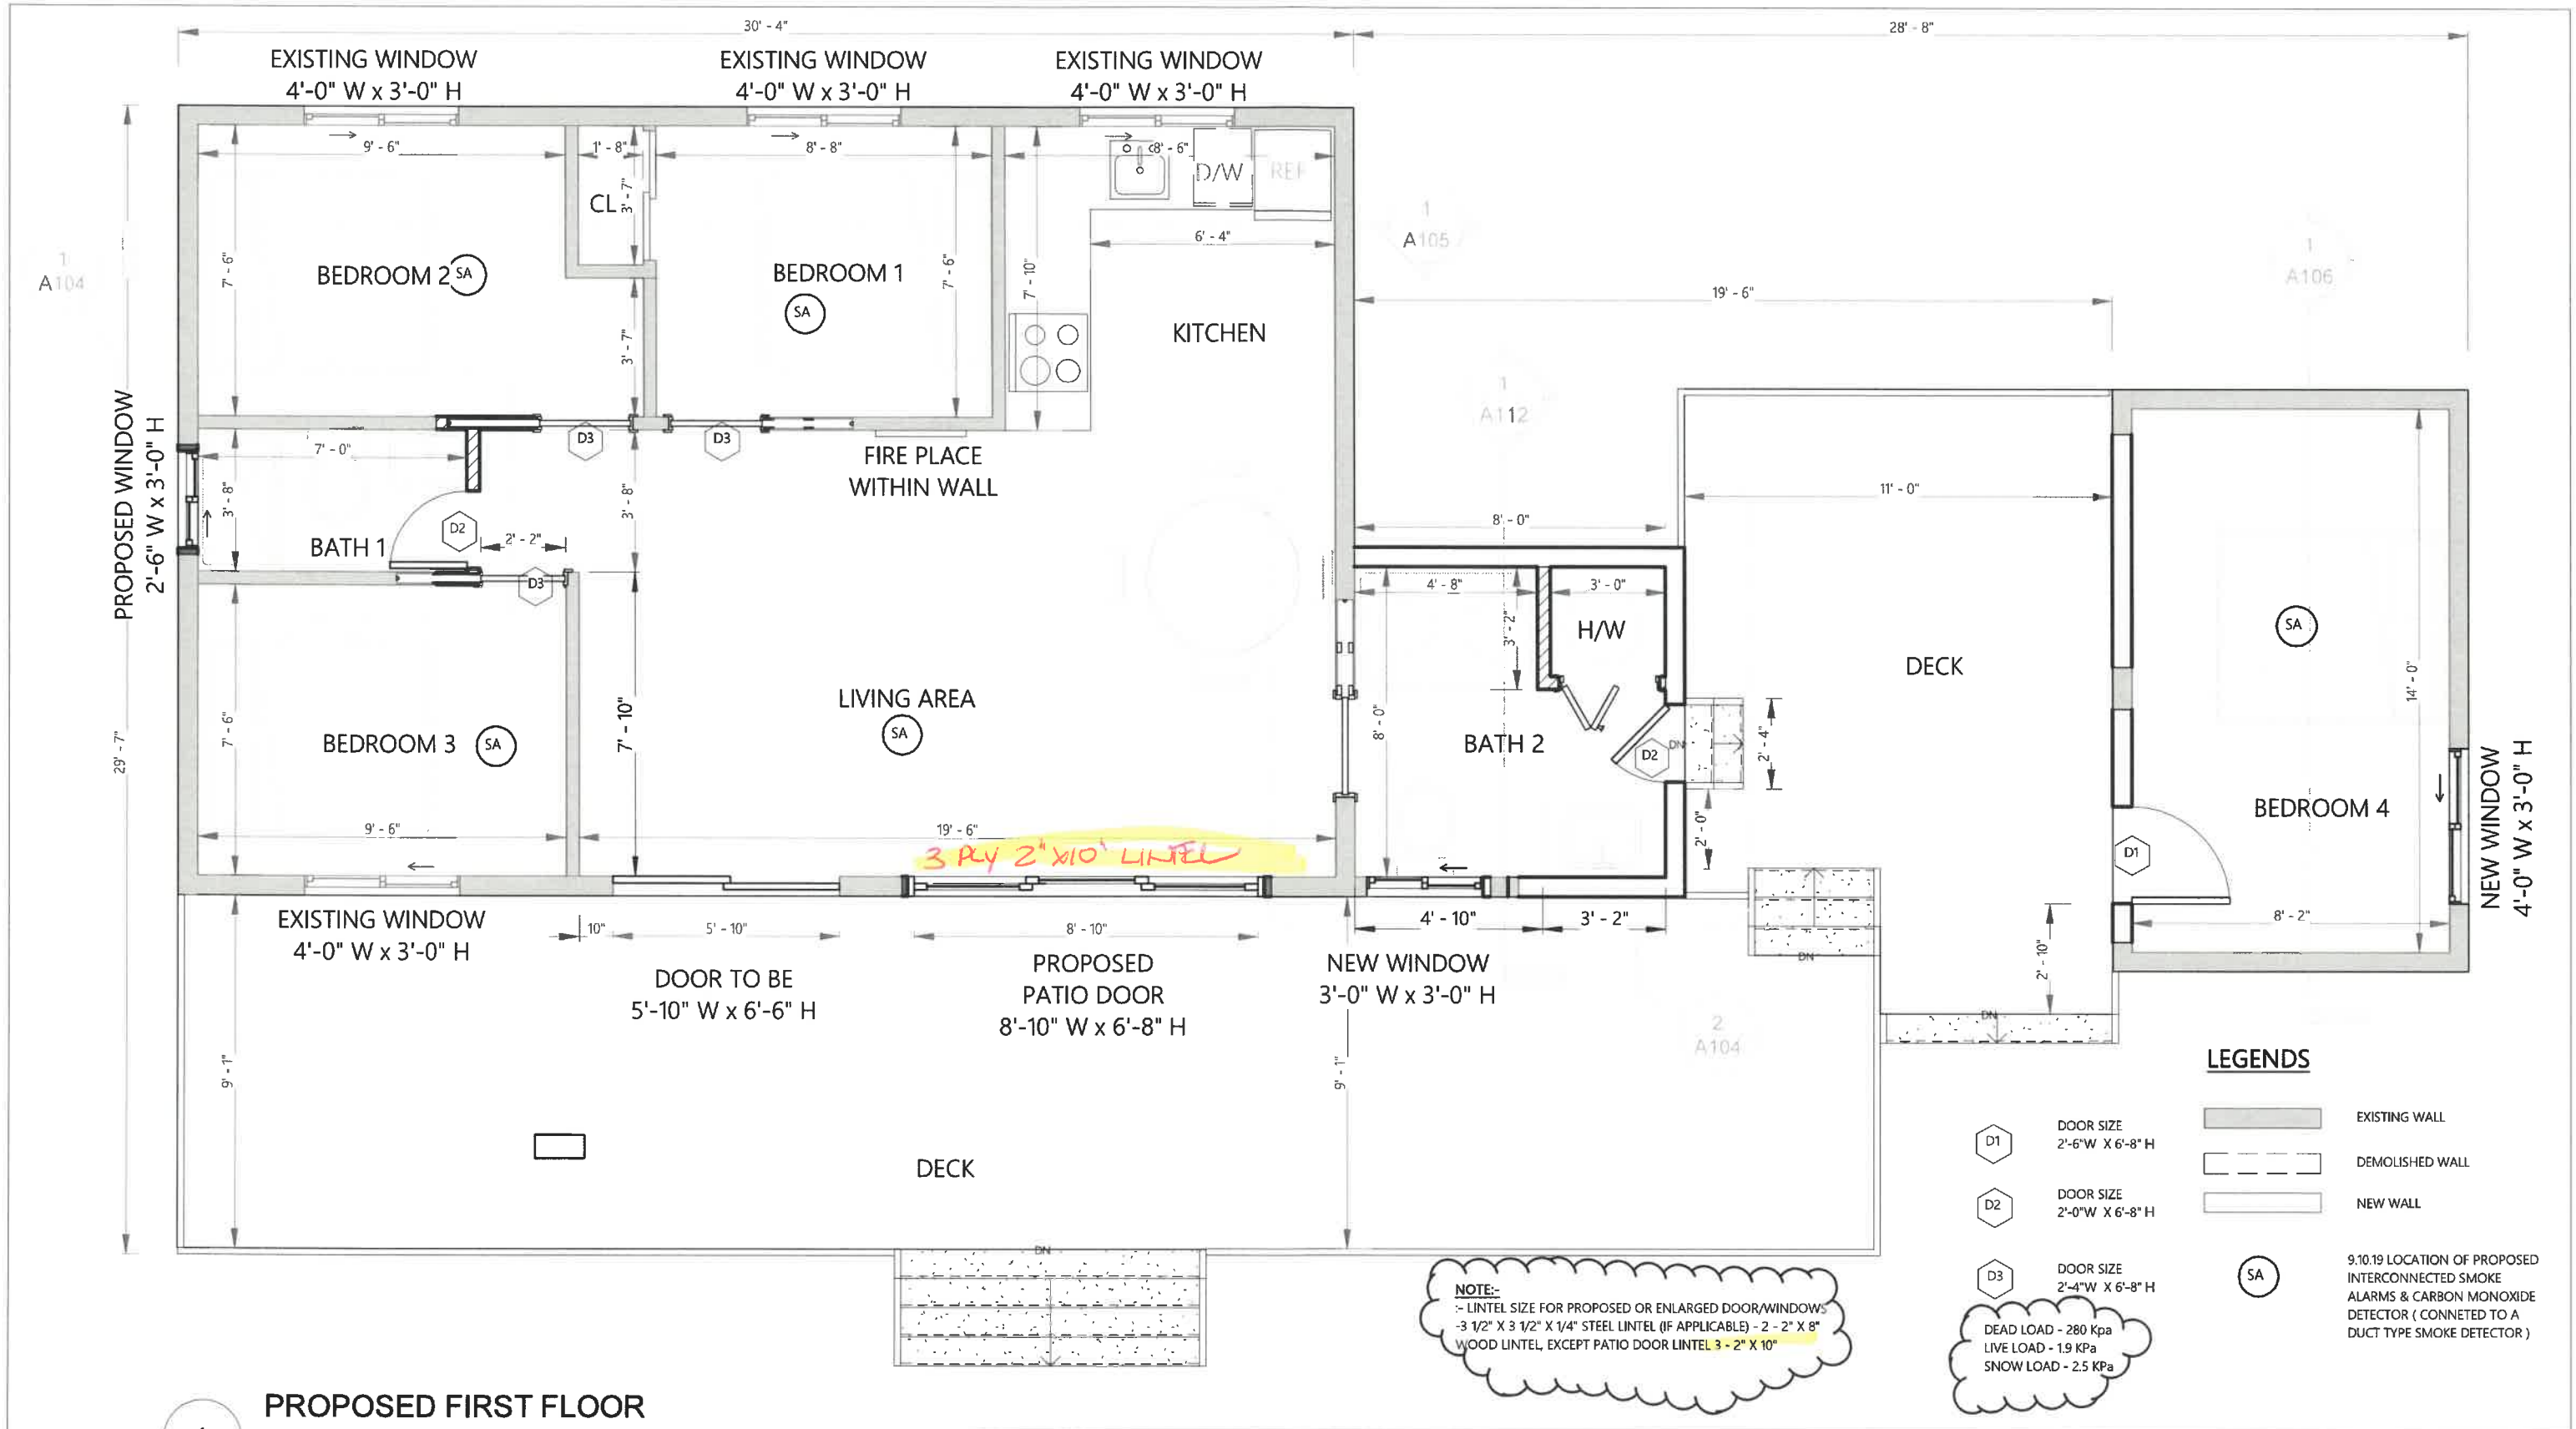 30' - 4"
28' - 8"
EXISTING WINDOW
4'-0" W x 3'-0" H
EXISTING WINDOW
4'-0" W x 3'-0" H
EXISTING WINDOW
4'-0" W x 3'-0" H
9' - 6"
1' - 8"
8' - 8"
8' - 6"
D/W
REF
CL
3' - 7"
6' - 4"
1
A104
1
A105
1
A106
7' - 6"
BEDROOM 2
SA
BEDROOM 1
SA
7' - 6"
7' - 10"
KITCHEN
19' - 6"
3' - 7"
1
A112
PROPOSED WINDOW
2'-6" W x 3'-0" H
D3
D3
7' - 0"
FIRE PLACE
WITHIN WALL
3' - 8"
3' - 8"
BATH 1
D2
2' - 2"
D3
11' - 0"
8' - 0"
4' - 8"
3' - 0"
3' - 2"
H/W
SA
DECK
14' - 0"
29' - 7"
7' - 6"
BEDROOM 3
SA
7' - 10"
LIVING AREA
SA
8' - 0"
BATH 2
D2
DN
2' - 4"
2' - 0"
BEDROOM 4
D1
NEW WINDOW
4'-0" W x 3'-0" H
9' - 6"
19' - 6"
3 PLY 2" X10" LINTEL
8' - 2"
EXISTING WINDOW
4'-0" W x 3'-0" H
10"
5' - 10"
8' - 10"
4' - 10"
3' - 2"
DN
2' - 10"
DOOR TO BE
5'-10" W x 6'-6" H
PROPOSED
PATIO DOOR
8'-10" W x 6'-8" H
NEW WINDOW
3'-0" W x 3'-0" H
2
A104
DN
9' - 1"
9' - 1"
DECK
DN
LEGENDS
D1
DOOR SIZE
2'-6"W X 6'-8" H
EXISTING WALL
DEMOLISHED WALL
D2
DOOR SIZE
2'-0"W X 6'-8" H
NEW WALL
D3
DOOR SIZE
2'-4"W X 6'-8" H
SA
9.10.19 LOCATION OF PROPOSED
INTERCONNECTED SMOKE
ALARMS & CARBON MONOXIDE
DETECTOR ( CONNETED TO A
DUCT TYPE SMOKE DETECTOR )
NOTE:-
:- LINTEL SIZE FOR PROPOSED OR ENLARGED DOOR/WINDOWS
-3 1/2" X 3 1/2" X 1/4" STEEL LINTEL (IF APPLICABLE) - 2 - 2" X 8"
WOOD LINTEL, EXCEPT PATIO DOOR LINTEL 3 - 2" X 10"
DEAD LOAD - 280 Kpa
LIVE LOAD - 1.9 KPa
SNOW LOAD - 2.5 KPa
PROPOSED FIRST FLOOR